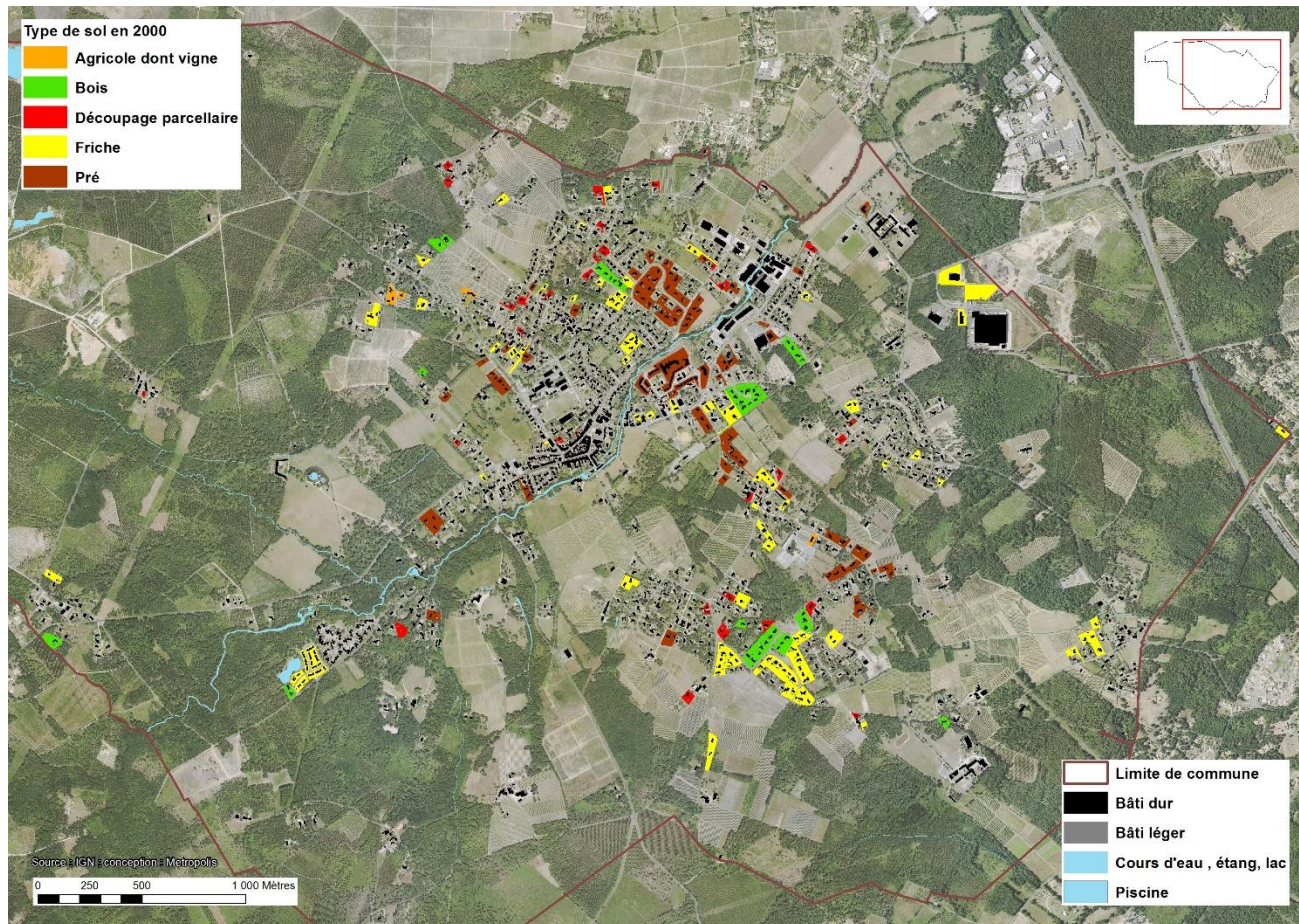 Type de sol en 2000
Agricole dont vigne
Bois
Découpage parcellaire
Friche
Pré
Limite de commune
Bâti dur
Bâti léger
Cours d'eau , étang, lac
Piscine
Source : IGN : conception : Metropolis
0 250 500 1 000 Mètres